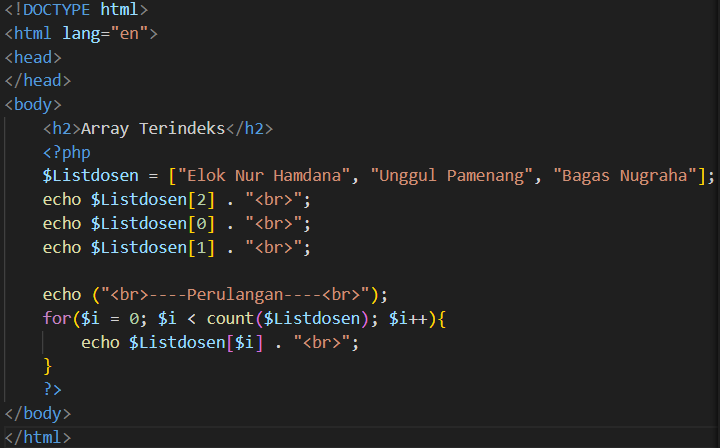 <!DOCTYPE html>
<html lang="en">
<head>
</head>
<body>
    <h2>Array Terindeks</h2>
    <?php
    $Listdosen = ["Elok Nur Hamdana", "Unggul Pamenang", "Bagas Nugraha"];
    echo $Listdosen[2] . "<br>";
    echo $Listdosen[0] . "<br>";
    echo $Listdosen[1] . "<br>";

    echo ("<br>----Perulangan----<br>");
    for($i = 0; $i < count($Listdosen); $i++){
        echo $Listdosen[$i] . "<br>";
    }
    ?>
</body>
</html>